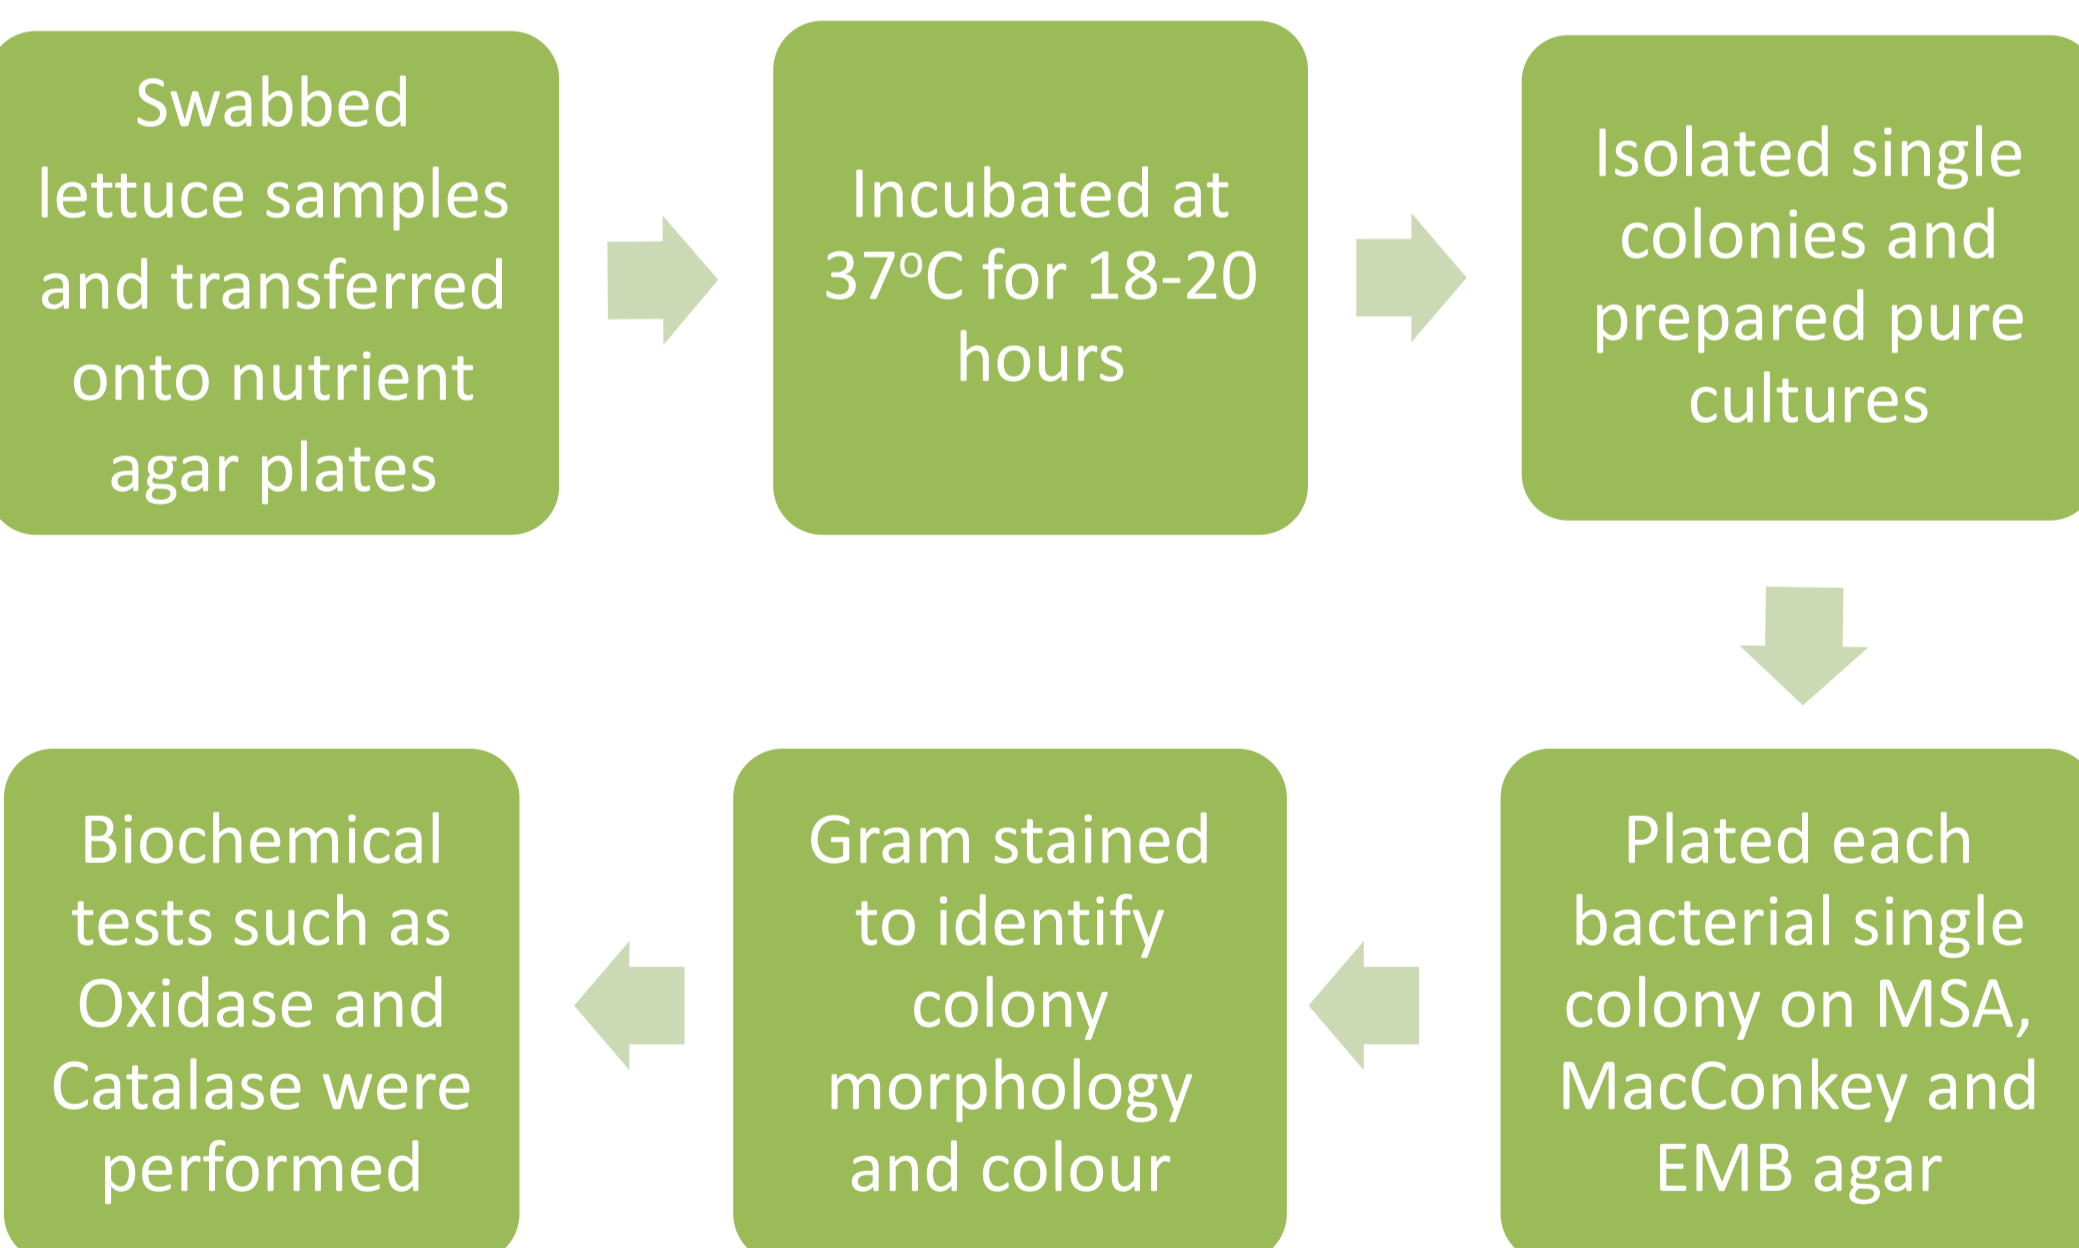 Swabbed
lettuce samples
and transferred
onto nutrient
agar plates
Incubated at
37ºC for 18-20
hours
Isolated single
colonies and
prepared pure
cultures
Plated each
bacterial single
colony on MSA,
MacConkey and
EMB agar
Gram stained
to identify
colony
morphology
and colour
Biochemical
tests such as
Oxidase and
Catalase were
performed